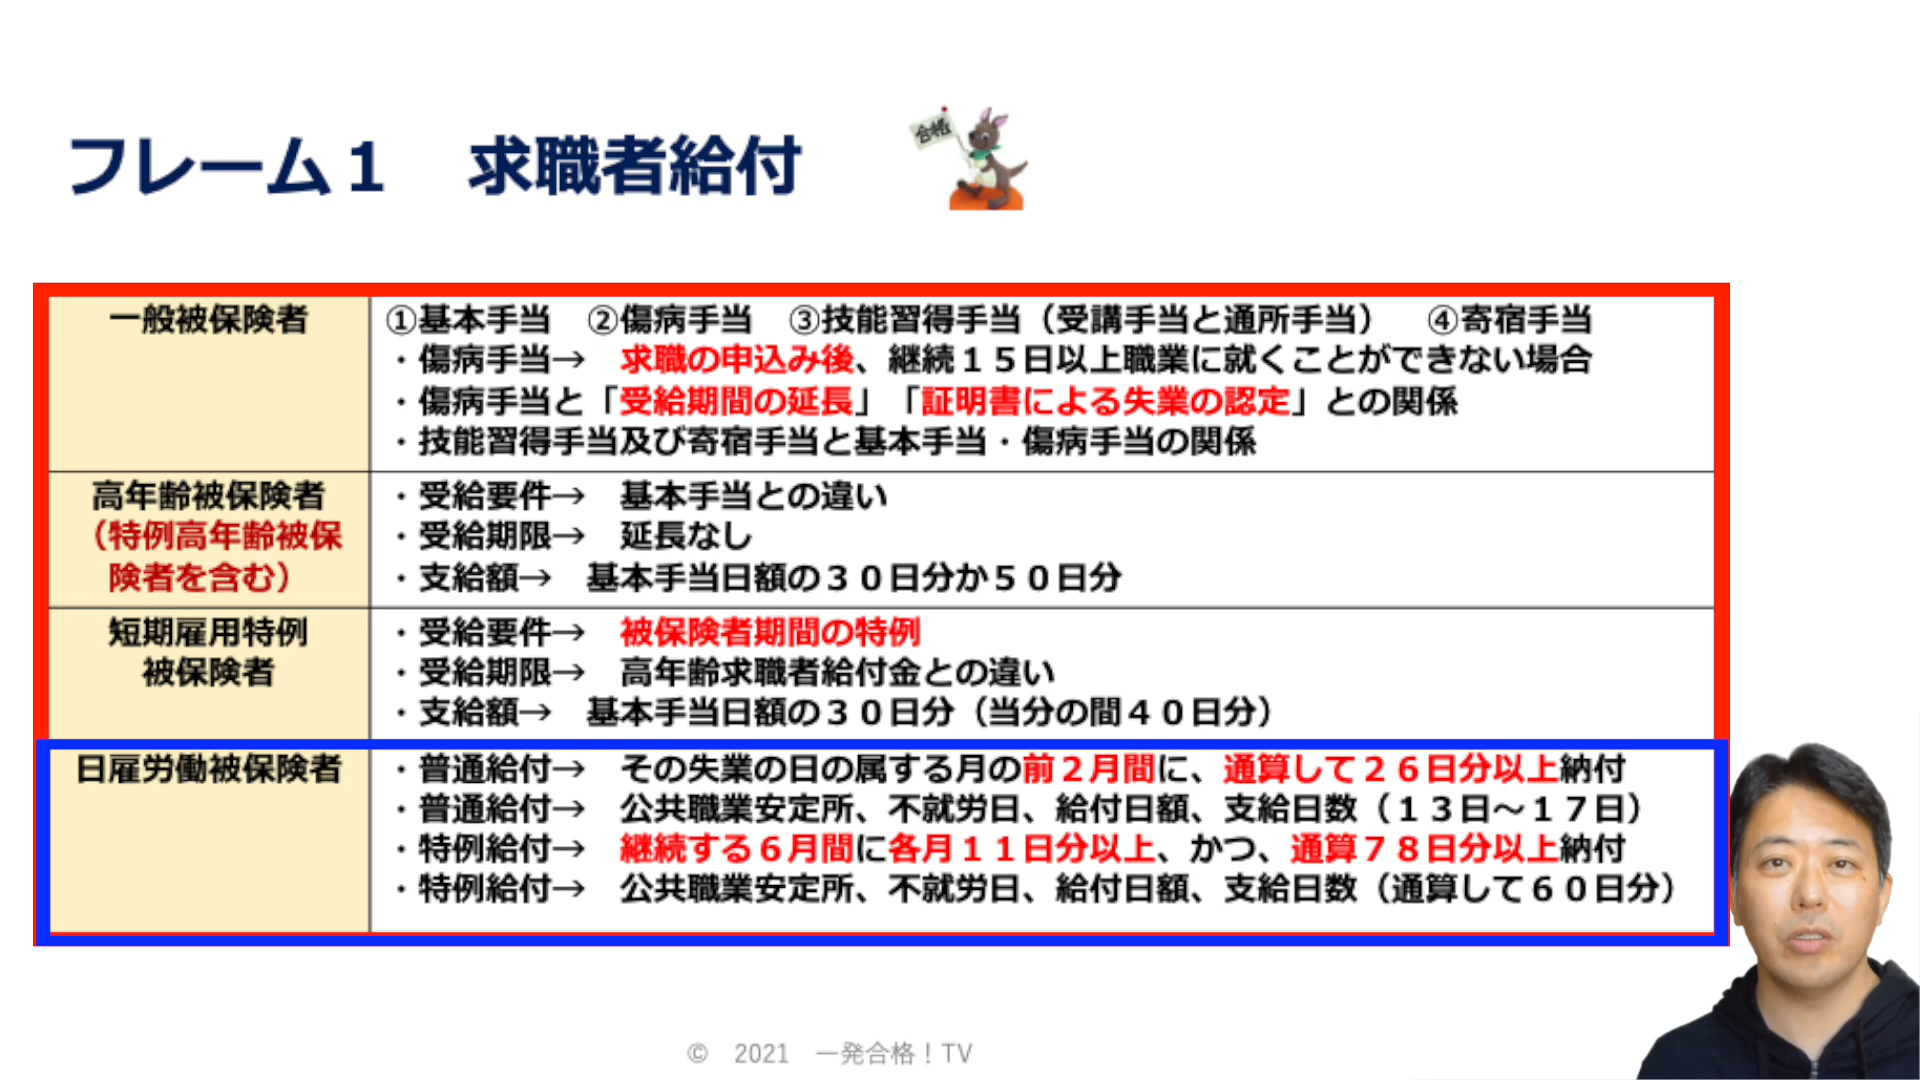 フレーム１　求職者給付
合格
一般被保険者
①基本手当　②傷病手当　③技能習得手当（受講手当と通所手当）　④寄宿手当
・傷病手当→　求職の申込み後、継続１５日以上職業に就くことができない場合
・傷病手当と「受給期間の延長」「証明書による失業の認定」との関係
・技能習得手当及び寄宿手当と基本手当・傷病手当の関係
高年齢被保険者
（特例高年齢被保
険者を含む）
・受給要件→　基本手当との違い
・受給期限→　延長なし
・支給額→　基本手当日額の３０日分か５０日分
短期雇用特例
被保険者
・受給要件→　被保険者期間の特例
・受給期限→　高年齢求職者給付金との違い
・支給額→　基本手当日額の３０日分（当分の間４０日分）
日雇労働被保険者
・普通給付→　その失業の日の属する月の前２月間に、通算して２６日分以上納付
・普通給付→　公共職業安定所、不就労日、給付日額、支給日数（１３日～１７日）
・特例給付→　継続する６月間に各月１１日分以上、かつ、通算７８日分以上納付
・特例給付→　公共職業安定所、不就労日、給付日額、支給日数（通算して６０日分）
©　2021　一発合格！TV